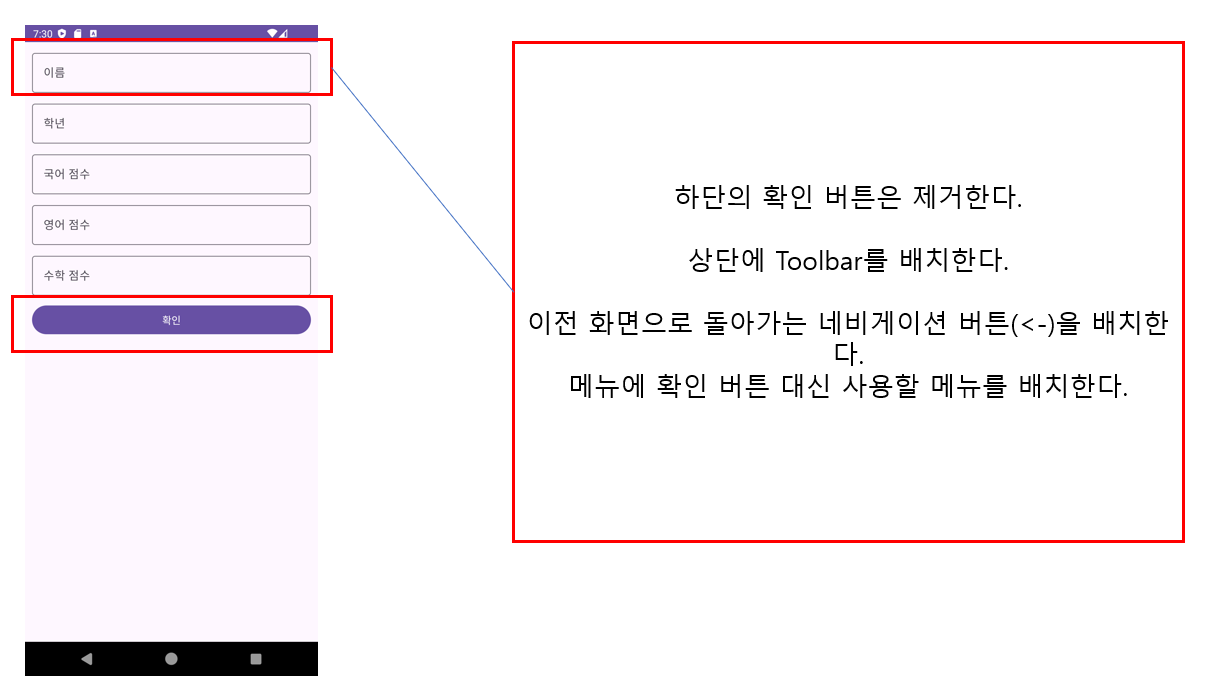 7:30
이름
학년
국어 점수
영어 점수
수학 점수
확인
하단의 확인 버튼은 제거한다.
상단에 Toolbar를 배치한다.
이전 화면으로 돌아가는 네비게이션 버튼(<-)을 배치한
다.
메뉴에 확인 버튼 대신 사용할 메뉴를 배치한다.